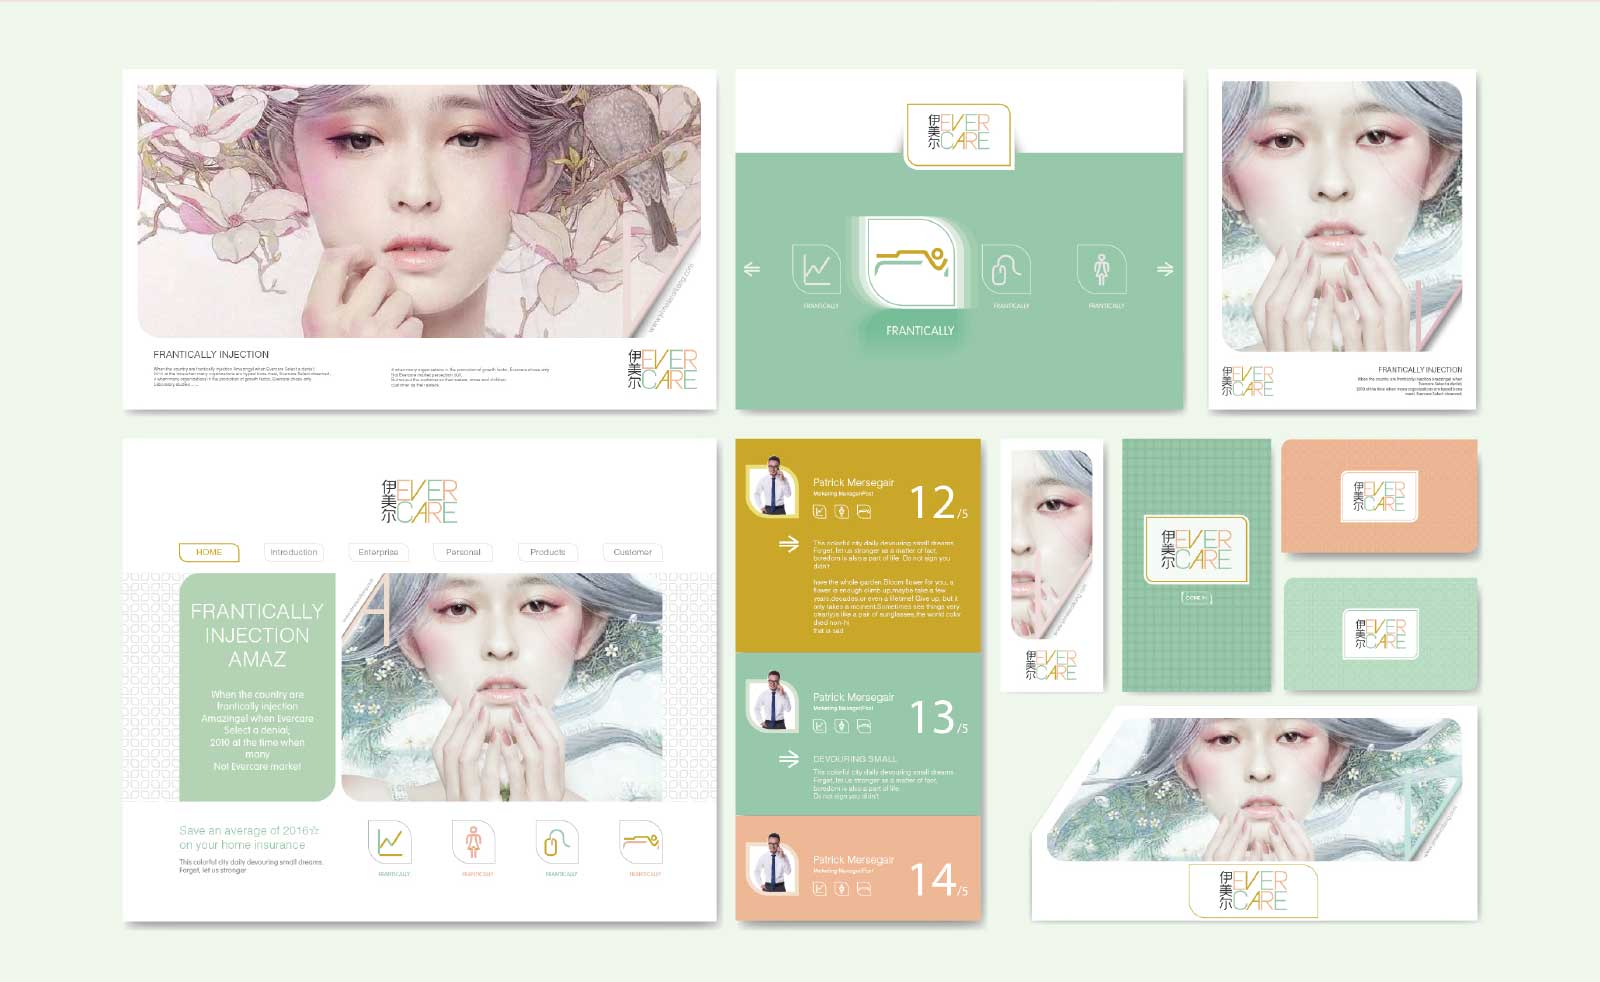 FRANTICALLY INJECTION
伊美尔
EVER
CARE
伊美尔
EVER
CARE
FRANTICALLY
FRANTICALLY
FRANTICALLY
FRANTICALLY
伊美尔
EVER
CARE
FRANTICALLY INJECTION
伊美尔
EVER
CARE
HOME
Introduction
Enterprise
Personal
Products
Customer
FRANTICALLY
INJECTION
AMAZ
When the country are
frantically injection
Amazingel when Evercare
Select a denial;
2010 at the time when
many
Not Evercare market
Save an average of 2016☆
on your home insurance
This colorful city daily devouring small dreams.
Forget, let us stronger
FRANTICALLY
FRANTICALLY
FRANTICALLY
FRANTICALLY
Patrick Mersegair
Marketing Manager/Post
12/5
This colorful city daily devouring small dreams.
Forget, let us stronger as a matter of fact,
boredom is also a part of life. Do not sign you
didn't
have the whole garden.Bloom flower for you, a
flower is enough climb up,maybe take a few
years,decades or even a lifetime! Give up, but it
only takes a moment.Sometimes see things very
clearly,is like a pair of sunglasses,the world color
dyed non-hi
that is sad
Patrick Mersegair
Marketing Manager/Post
13/5
DEVOURING SMALL
This colorful city daily devouring small dreams.
Forget, let us stronger as a matter of fact,
boredom is also a part of life.
Do not sign you didn't
Patrick Mersegair
Marketing Manager/Post
14/5
伊美尔
EVER
CARE
伊美尔
EVER
CARE
伊美尔
EVER
CARE
伊美尔
EVER
CARE
伊美尔
EVER
CARE